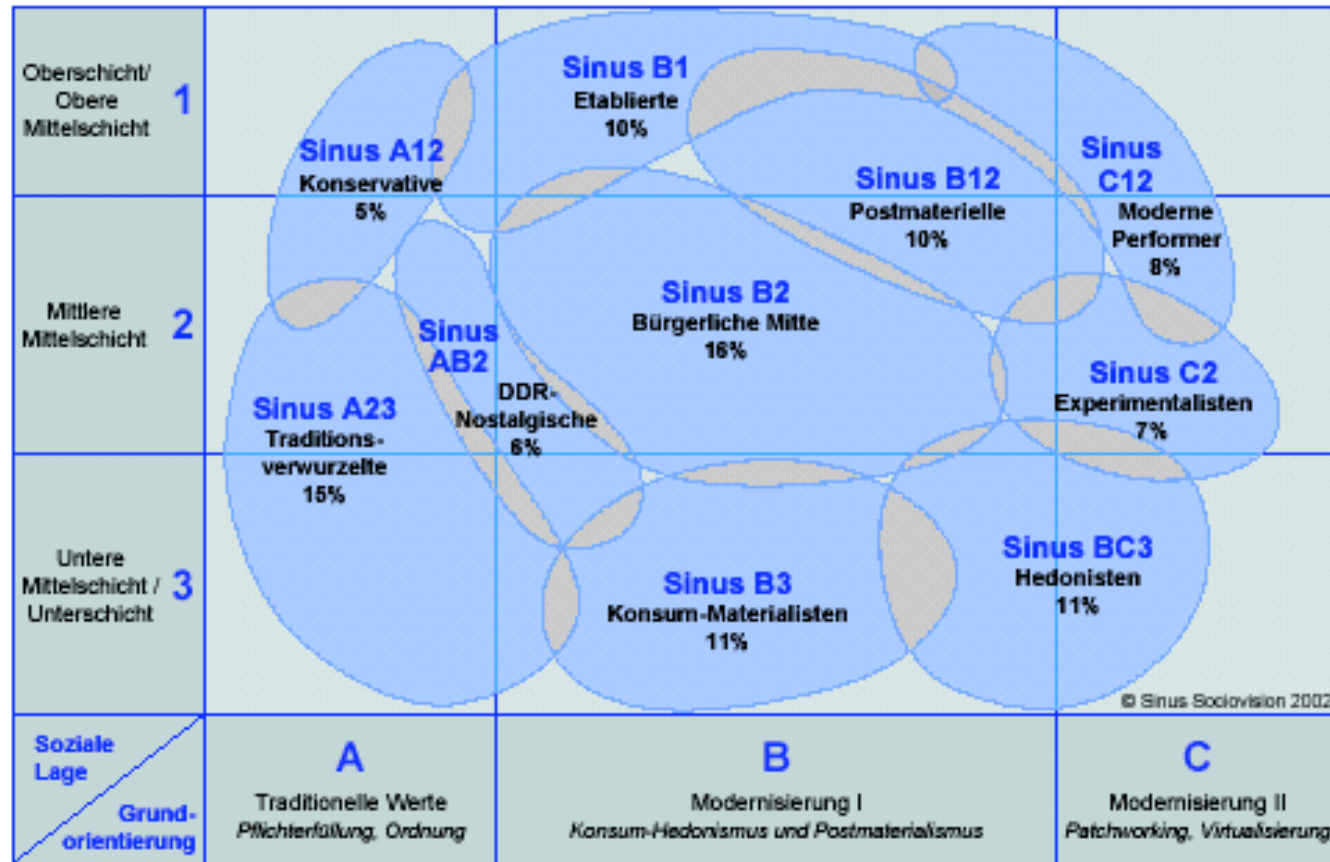 Oberschicht/
Obere
Mittelschicht
1
Mittlere
Mittelschicht
2
Untere
Mittelschicht /
Unterschicht
3
Sinus B1
Etablierte
10%
Sinus A12
Konservative
5%
Sinus B12
Postmaterielle
10%
Sinus
C12
Moderne
Performer
8%
Sinus B2
Bürgerliche Mitte
16%
Sinus
AB2
DDR-
Nostalgische
6%
Sinus A23
Traditions-
verwurzelte
15%
Sinus C2
Experimentalisten
7%
Sinus B3
Konsum-Materialisten
11%
Sinus BC3
Hedonisten
11%
© Sinus Sociovision 2002
Soziale
Lage
Grund-
orientierung
A
Traditionelle Werte
Pflichterfüllung, Ordnung
B
Modernisierung I
Konsum-Hedonismus und Postmaterialismus
C
Modernisierung II
Patchworking, Virtualisierung